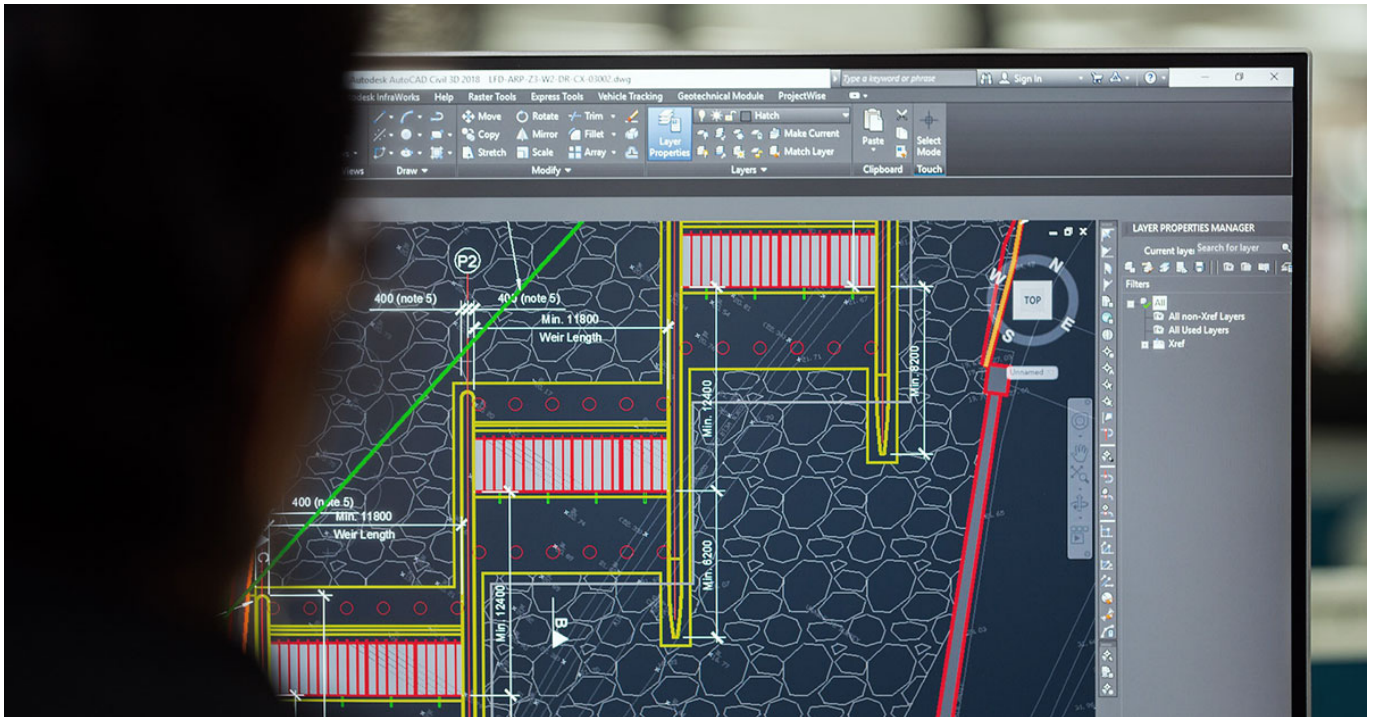 Autodesk AutoCAD Civil 3D 2018 LFD-ARP-Z3-W2-DR-CX-03002.dwg
Type a keyword or phrase
Sign In
InfraWorks Help Raster Tools Express Tools Vehicle Tracking Geotechnical Module ProjectWise
Move Rotate Trim
Hatch
Copy Mirror Fillet
Make Current
Stretch Scale Array
Match Layer
Layer
Properties
Paste
Select
Mode
Views Draw Modify Layers Clipboard Touch
LAYER PROPERTIES MANAGER
Current layer Search for layer
Filters
All
All non-Xref Layers
All Used Layers
Xref
N
W
TOP
S
E
Unnamed
P2
400 (note 5)
400 (note 5)
Min. 11800
Weir Length
Min. 8200
Min. 12400
400 (note 5)
Min. 11800
Weir Length
Min. 6200
Min. 12400
C
B